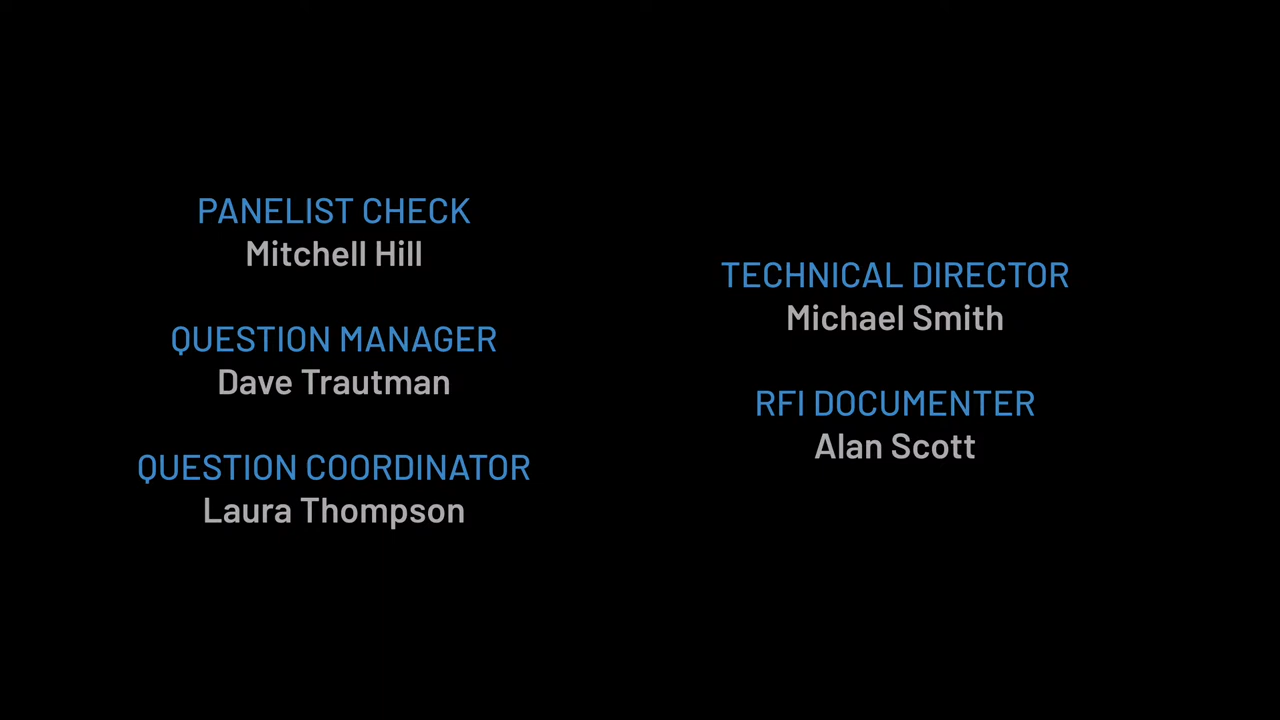 PANELIST CHECK
Mitchell Hill
QUESTION MANAGER
Dave Trautman
QUESTION COORDINATOR
Laura Thompson
TECHNICAL DIRECTOR
Michael Smith
RFI DOCUMENTER
Alan Scott